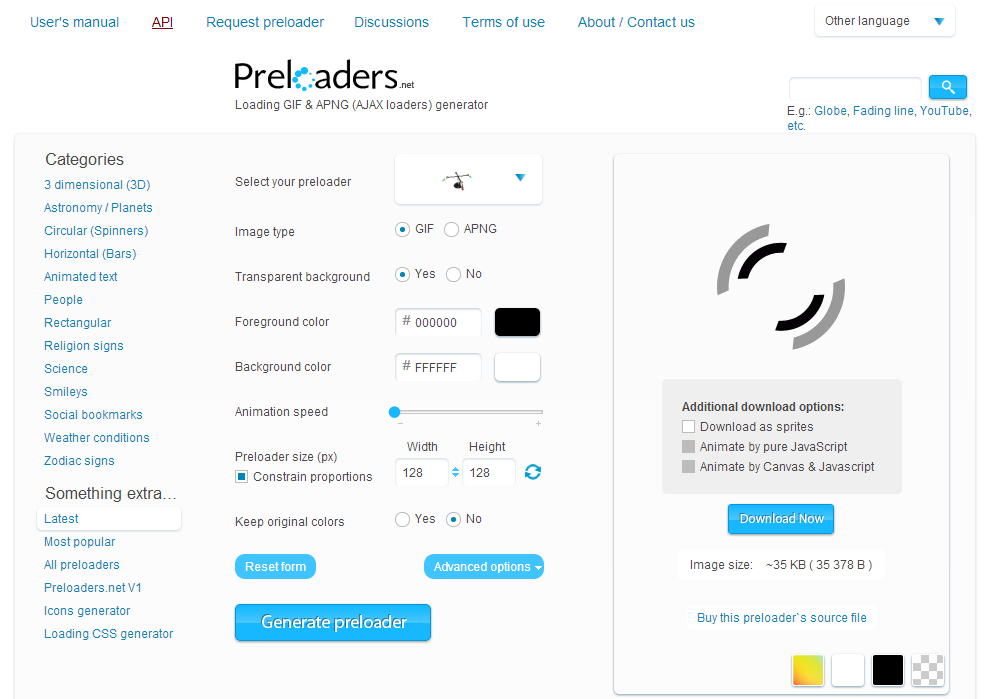 User's manual
API
Request preloader
Discussions
Terms of use
About / Contact us
Other language
Preloaders.net
Loading GIF & APNG (AJAX loaders) generator
E.g.: Globe, Fading line, YouTube,
etc.
Categories
3 dimensional (3D)
Astronomy / Planets
Circular (Spinners)
Horizontal (Bars)
Animated text
People
Rectangular
Religion signs
Science
Smileys
Social bookmarks
Weather conditions
Zodiac signs
Something extra...
Latest
Most popular
All preloaders
Preloaders.net V1
Icons generator
Loading CSS generator
Select your preloader
Image type
GIF
APNG
Transparent background
Yes
No
Foreground color
# 000000
Background color
# FFFFFF
Animation speed
− +
Width Height
Preloader size (px)
128
128
Constrain proportions
Keep original colors
Yes
No
Reset form
Advanced options
Generate preloader
Additional download options:
Download as sprites
Animate by pure JavaScript
Animate by Canvas & Javascript
Download Now
Image size: ~35 KB ( 35 378 B )
Buy this preloader`s source file